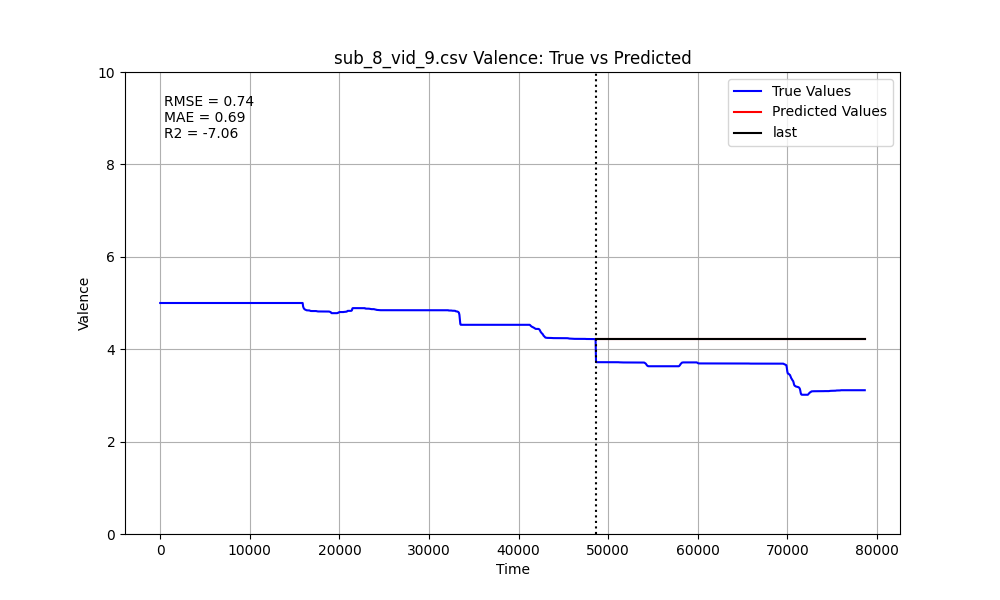 sub_8_vid_9.csv Valence: True vs Predicted
RMSE = 0.74
MAE = 0.69
R2 = -7.06
True Values
Predicted Values
last
Valence
10
8
6
4
2
0
0 10000 20000 30000 40000 50000 60000 70000 80000
Time